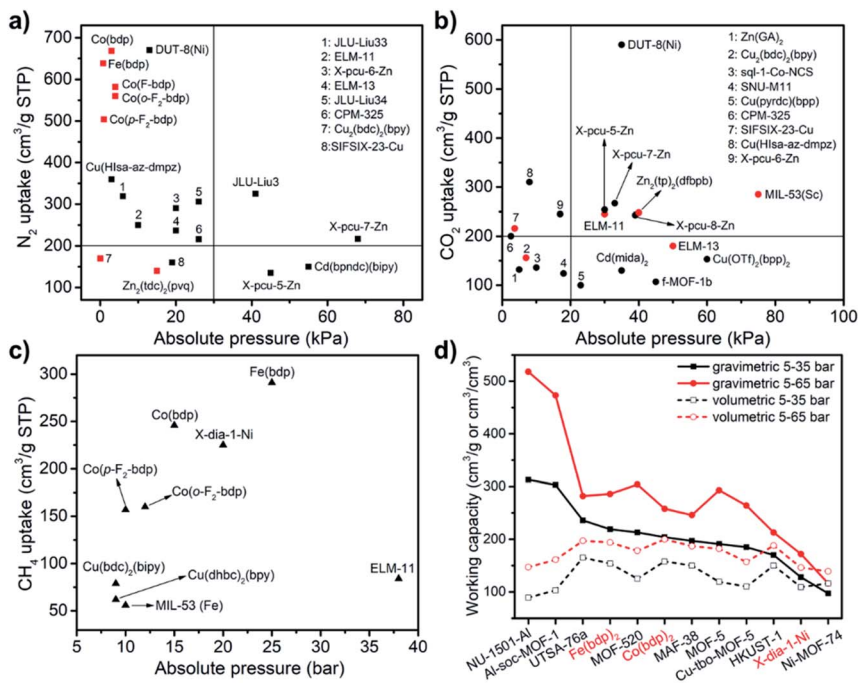 a)
N₂ uptake (cm³/g STP)
700
600
500
400
300
200
100
0
20
40
60
80
Absolute pressure (kPa)
Co(bdp)
DUT-8(Ni)
Fe(bdp)
Co(F-bdp)
Co(o-F₂-bdp)
Co(p-F₂-bdp)
Cu(HIsa-az-dmpz)
1
2
3
4
5
6
7
8
Zn₂(tdc)₂(pvq)
JLU-Liu3
X-pcu-7-Zn
X-pcu-5-Zn
Cd(bpndc)(bipy)
1: JLU-Liu33
2: ELM-11
3: X-pcu-6-Zn
4: ELM-13
5: JLU-Liu34
6: CPM-325
7: Cu₂(bdc)₂(bpy)
8:SIFSIX-23-Cu
b)
CO₂ uptake (cm³/g STP)
600
500
400
300
200
100
0
20
40
60
80
100
Absolute pressure (kPa)
DUT-8(Ni)
X-pcu-5-Zn
X-pcu-7-Zn
Zn₂(tp)₂(dfbpb)
MIL-53(Sc)
8
9
7
ELM-11
X-pcu-8-Zn
6
2
1
3
4
5
Cd(mida)₂
ELM-13
Cu(OTf)₂(bpp)₂
f-MOF-1b
1: Zn(GA)₂
2: Cu₂(bdc)₂(bpy)
3: sql-1-Co-NCS
4: SNU-M11
5: Cu(pyrdc)(bpp)
6: CPM-325
7: SIFSIX-23-Cu
8: Cu(HIsa-az-dmpz)
9: X-pcu-6-Zn
c)
CH₄ uptake (cm³/g STP)
300
250
200
150
100
50
5
10
15
20
25
30
35
40
Absolute pressure (bar)
Fe(bdp)
Co(bdp)
X-dia-1-Ni
Co(p-F₂-bdp)
Co(o-F₂-bdp)
Cu(bdc)₂(bipy)
Cu(dhbc)₂(bpy)
MIL-53 (Fe)
ELM-11
d)
Working capacity (cm³/g or cm³/cm³)
500
400
300
200
100
gravimetric 5-35 bar
gravimetric 5-65 bar
volumetric 5-35 bar
volumetric 5-65 bar
NU-1501-Al
Al-soc-MOF-1
UTSA-76a
Fe(bdp)₂
MOF-520
Co(bdp)₂
MAF-38
MOF-5
Cu-tbo-MOF-5
HKUST-1
X-dia-1-Ni
Ni-MOF-74